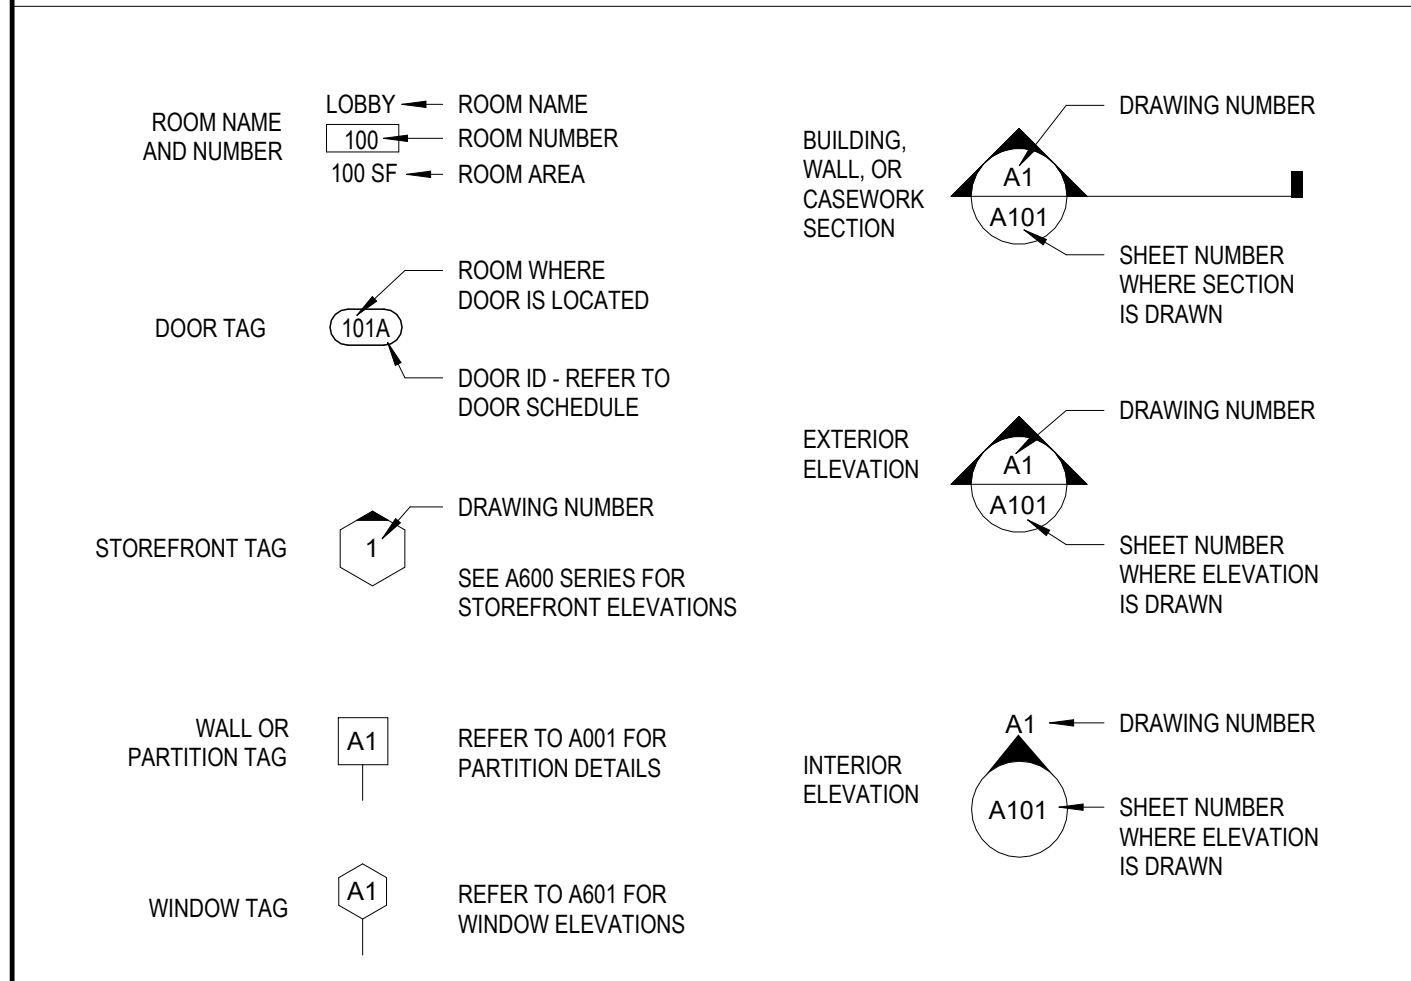 ROOM NAME
AND NUMBER
LOBBY
ROOM NAME
100
ROOM NUMBER
100 SF
ROOM AREA
DOOR TAG
101A
ROOM WHERE
DOOR IS LOCATED
DOOR ID - REFER TO
DOOR SCHEDULE
STOREFRONT TAG
1
DRAWING NUMBER
SEE A600 SERIES FOR
STOREFRONT ELEVATIONS
WALL OR
PARTITION TAG
A1
REFER TO A001 FOR
PARTITION DETAILS
WINDOW TAG
A1
REFER TO A601 FOR
WINDOW ELEVATIONS
BUILDING,
WALL, OR
CASEWORK
SECTION
A1
A101
DRAWING NUMBER
SHEET NUMBER
WHERE SECTION
IS DRAWN
EXTERIOR
ELEVATION
A1
A101
DRAWING NUMBER
SHEET NUMBER
WHERE ELEVATION
IS DRAWN
INTERIOR
ELEVATION
A1
DRAWING NUMBER
A101
SHEET NUMBER
WHERE ELEVATION
IS DRAWN